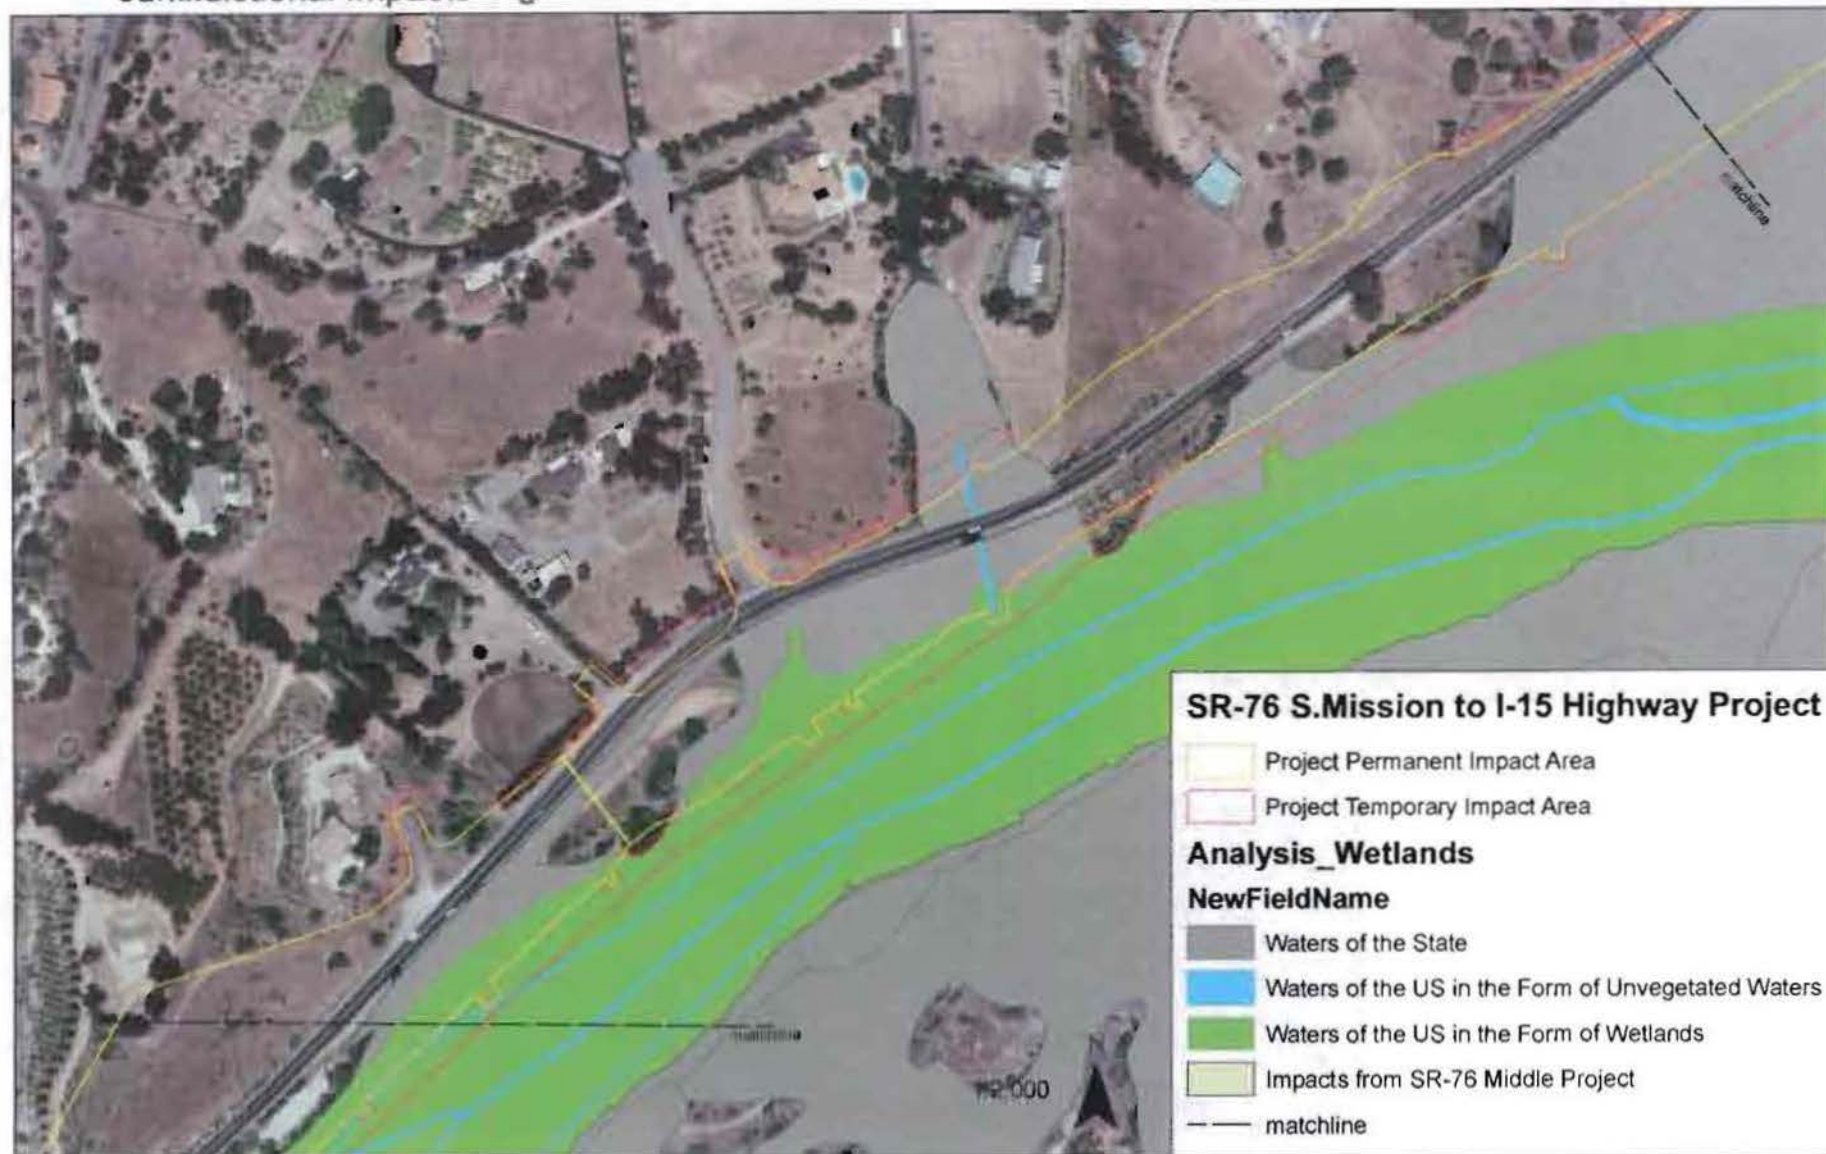 matchline
matchline
SR-76 S.Mission to I-15 Highway Project
Project Permanent Impact Area
Project Temporary Impact Area
Analysis_Wetlands
NewFieldName
Waters of the State
Waters of the US in the Form of Unvegetated Waters
Waters of the US in the Form of Wetlands
Impacts from SR-76 Middle Project
matchline